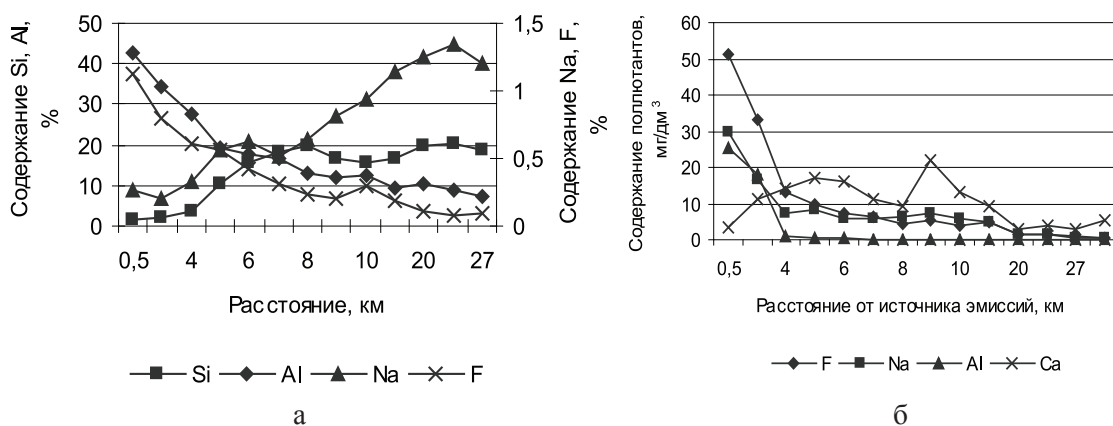 Содержание Si, Al,
%
50
40
30
20
10
0
1,5
1
0,5
0
Содержание Na, F,
%
0,5 4 6 8 10 20 27
Расстояние, км
Si Al Na F
а
Содержание поллютантов,
мг/дм³
60
50
40
30
20
10
0
0,5 4 6 8 10 20 27
Расстояние от источника эмиссий, км
F Na Al Ca
б